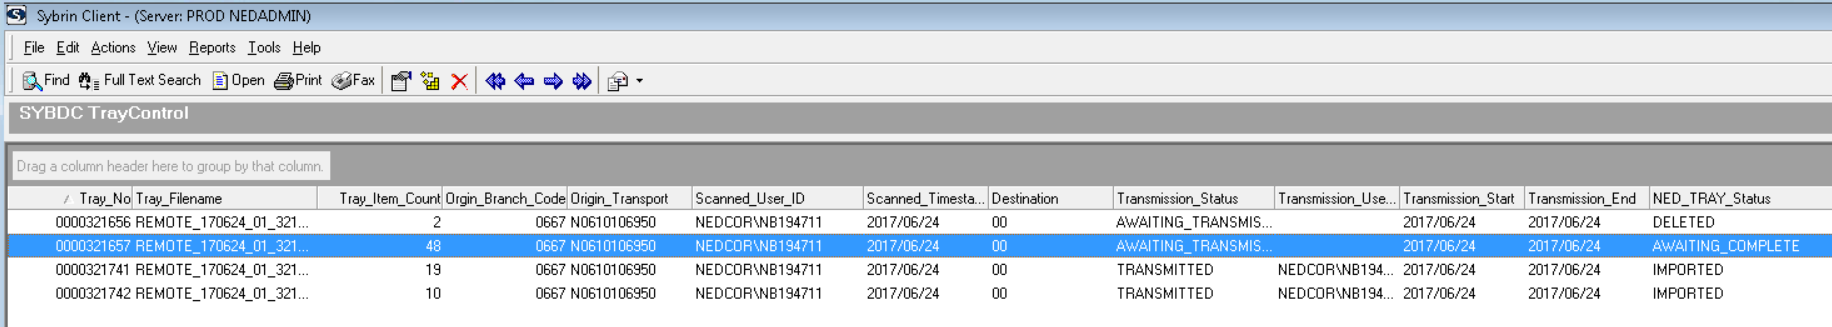 Sybrin Client - (Server: PROD NEDADMIN)
File Edit Actions View Reports Tools Help
Find Full Text Search Open Print Fax
SYBDC TrayControl
Drag a column header here to group by that column.
Tray_No Tray_Filename Tray_Item_Count Orgin_Branch_Code Origin_Transport Scanned_User_ID Scanned_Timesta... Destination Transmission_Status Transmission_Use... Transmission_Start Transmission_End NED_TRAY_Status
0000321656 REMOTE_170624_01_321... 2 0667 N0610106950 NEDCOR\NB194711 2017/06/24 00 AWAITING_TRANSMIS... 2017/06/24 2017/06/24 DELETED
0000321657 REMOTE_170624_01_321... 48 0667 N0610106950 NEDCOR\NB194711 2017/06/24 00 AWAITING_TRANSMIS... 2017/06/24 2017/06/24 AWAITING_COMPLETE
0000321741 REMOTE_170624_01_321... 19 0667 N0610106950 NEDCOR\NB194711 2017/06/24 00 TRANSMITTED NEDCOR\NB194... 2017/06/24 2017/06/24 IMPORTED
0000321742 REMOTE_170624_01_321... 10 0667 N0610106950 NEDCOR\NB194711 2017/06/24 00 TRANSMITTED NEDCOR\NB194... 2017/06/24 2017/06/24 IMPORTED